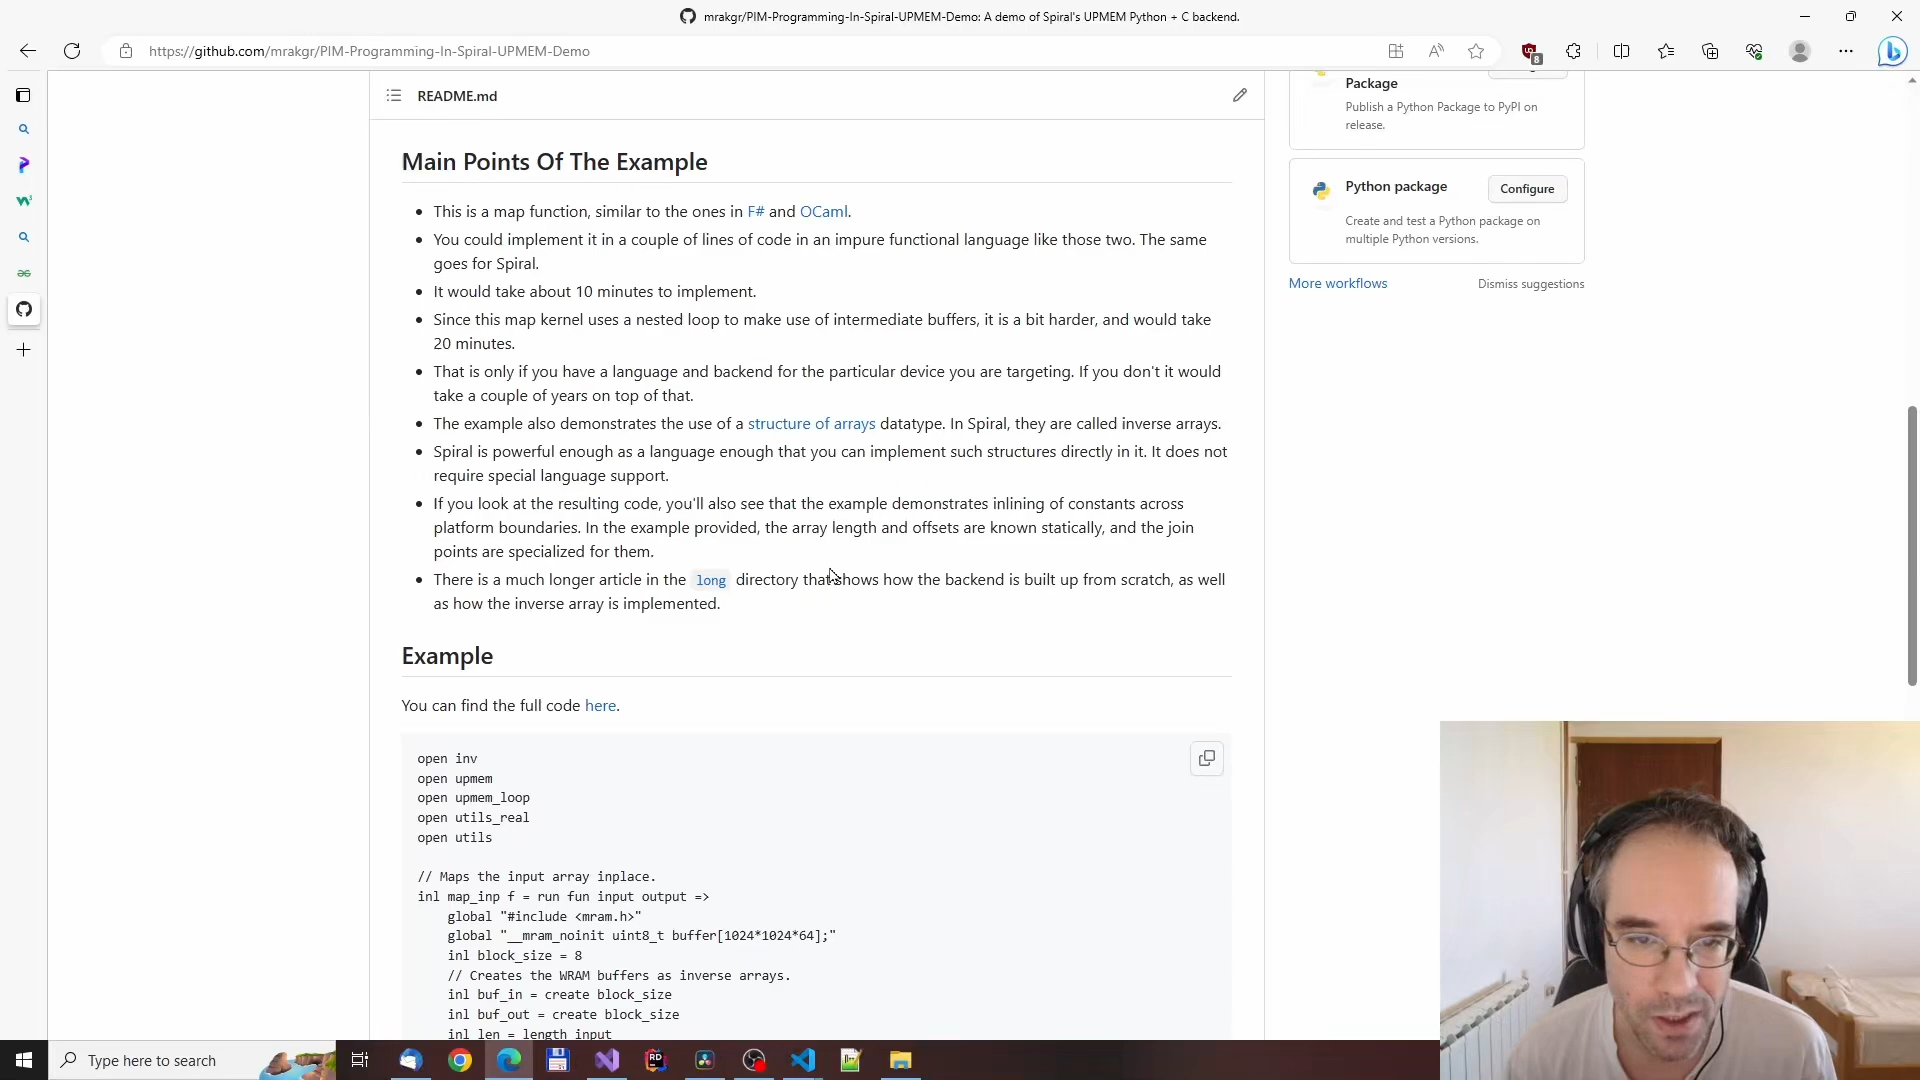 mrakgr/PIM-Programming-In-Spiral-UPMEM-Demo: A demo of Spiral's UPMEM Python + C backend.
https://github.com/mrakgr/PIM-Programming-In-Spiral-UPMEM-Demo
8
README.md
Main Points Of The Example
This is a map function, similar to the ones in F# and OCaml.
You could implement it in a couple of lines of code in an impure functional language like those two. The same
goes for Spiral.
It would take about 10 minutes to implement.
Since this map kernel uses a nested loop to make use of intermediate buffers, it is a bit harder, and would take
20 minutes.
That is only if you have a language and backend for the particular device you are targeting. If you don't it would
take a couple of years on top of that.
The example also demonstrates the use of a structure of arrays datatype. In Spiral, they are called inverse arrays.
Spiral is powerful enough as a language enough that you can implement such structures directly in it. It does not
require special language support.
If you look at the resulting code, you'll also see that the example demonstrates inlining of constants across
platform boundaries. In the example provided, the array length and offsets are known statically, and the join
points are specialized for them.
There is a much longer article in the long directory that shows how the backend is built up from scratch, as well
as how the inverse array is implemented.
Example
You can find the full code here.
open inv
open upmem
open upmem_loop
open utils_real
open utils
// Maps the input array inplace.
inl map_inp f = run fun input output =>
global "#include <mram.h>"
global "__mram_noinit uint8_t buffer[1024*1024*64];"
inl block_size = 8
// Creates the WRAM buffers as inverse arrays.
inl buf_in = create block_size
inl buf_out = create block_size
inl len = length input
Package
Publish a Python Package to PyPI on
release.
Python package
Configure
Create and test a Python package on
multiple Python versions.
More workflows
Dismiss suggestions
Type here to search
RD